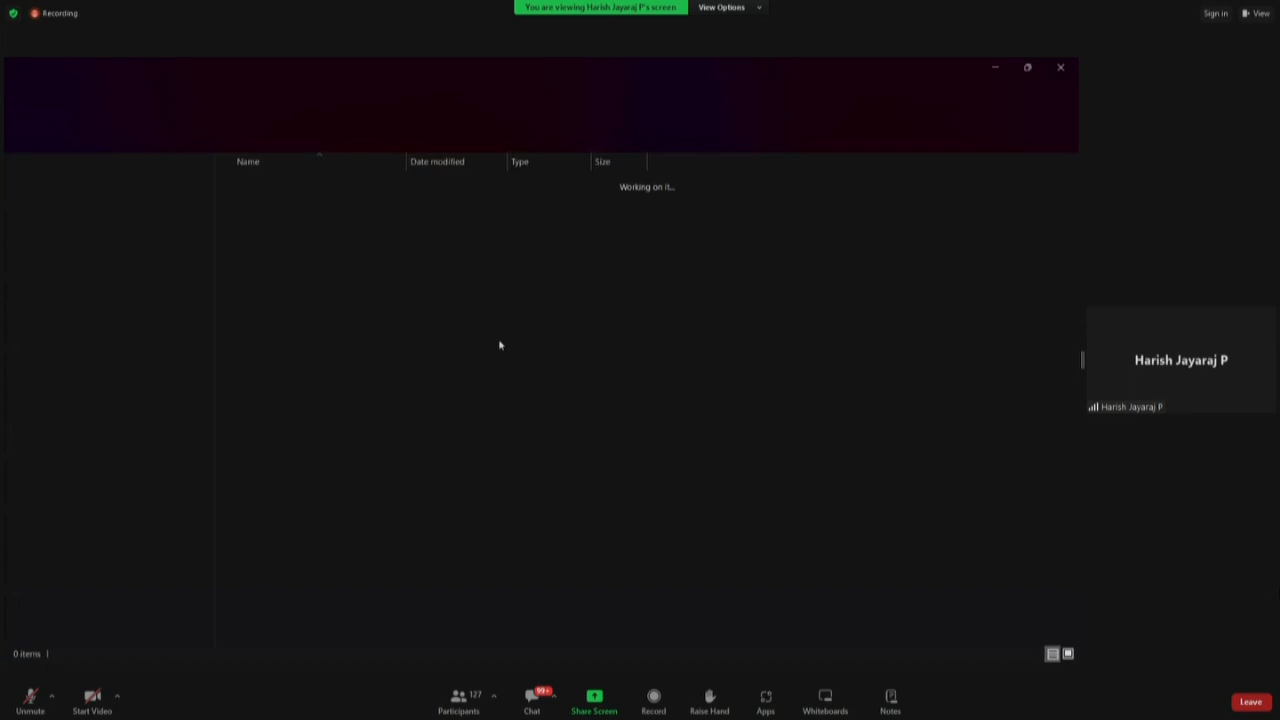 Recording
You are viewing Harish Jayaraj P's screen
View Options
Sign in
View
Name
Date modified
Type
Size
Working on it...
Harish Jayaraj P
Harish Jayaraj P
0 items
Unmute
Start Video
127
Participants
99+
Chat
Share Screen
Record
Raise Hand
Apps
Whiteboards
Notes
Leave